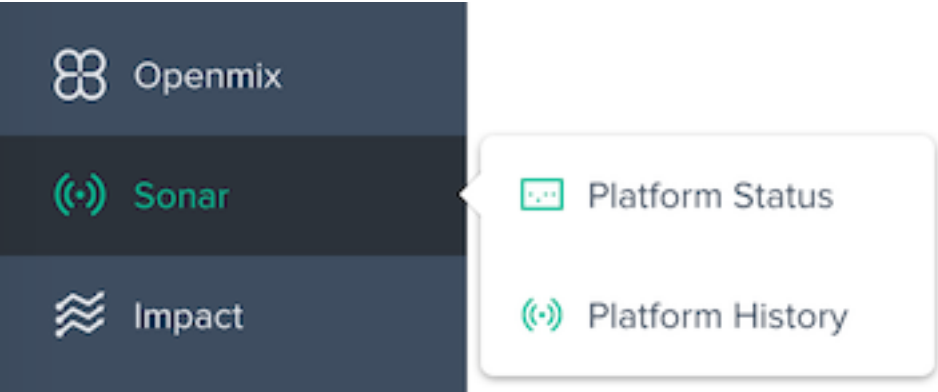 Openmix
Sonar
Impact
Platform Status
Platform History